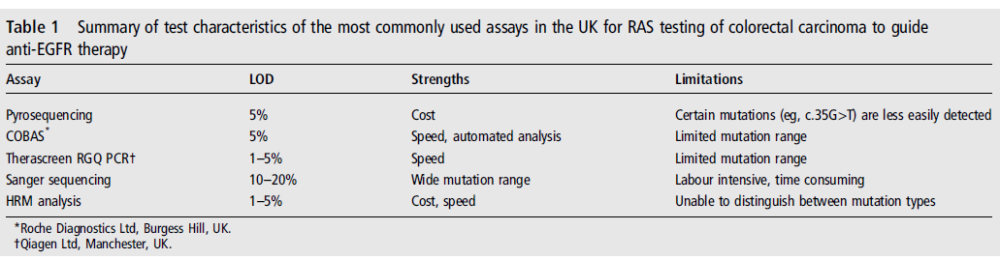 Table 1 Summary of test characteristics of the most commonly used assays in the UK for RAS testing of colorectal carcinoma to guide
anti-EGFR therapy
Assay LOD Strengths Limitations
Pyrosequencing 5% Cost Certain mutations (eg, c.35G>T) are less easily detected
COBAS* 5% Speed, automated analysis Limited mutation range
Therascreen RGQ PCR† 1–5% Speed Limited mutation range
Sanger sequencing 10–20% Wide mutation range Labour intensive, time consuming
HRM analysis 1–5% Cost, speed Unable to distinguish between mutation types
*Roche Diagnostics Ltd, Burgess Hill, UK.
†Qiagen Ltd, Manchester, UK.